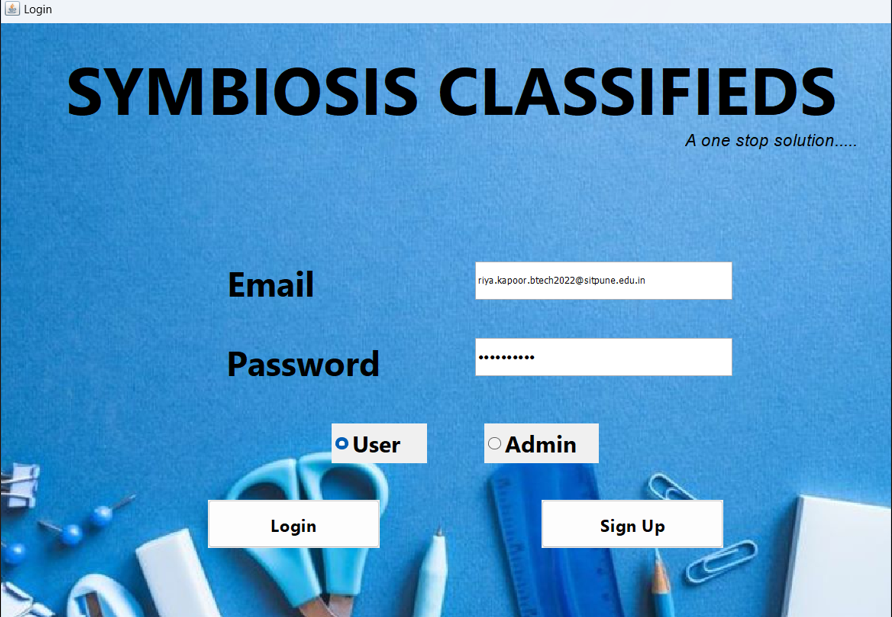 Login
SYMBIOSIS CLASSIFIEDS
A one stop solution.....
Email
riya.kapoor.btech2022@sitpune.edu.in
Password
••••••••••
User Admin
Login Sign Up